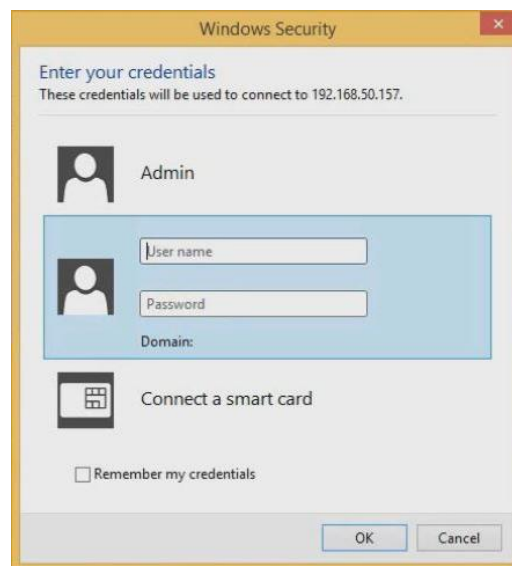 Windows Security
Enter your credentials
These credentials will be used to connect to 192.168.50.157.
Admin
User name
Password
Domain:
Connect a smart card
Remember my credentials
OK
Cancel